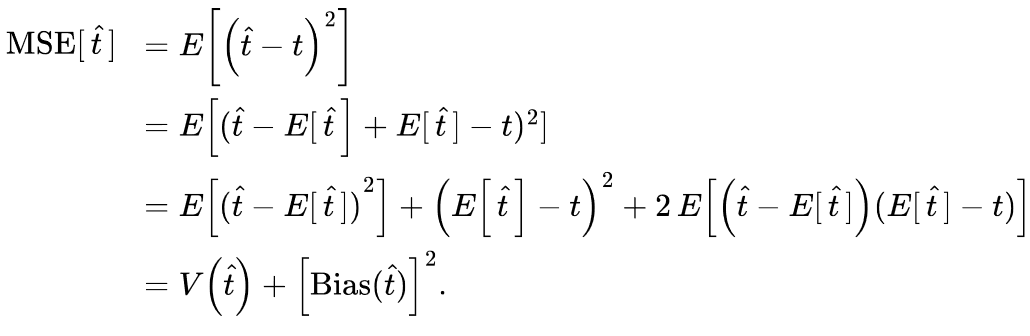 MSE[ t̂ ] = E[(t̂ − t)²]
= E[(t̂ − E[ t̂ ] + E[ t̂ ] − t)²]
= E[(t̂ − E[ t̂ ])²] + (E[ t̂ ] − t)² + 2 E[(t̂ − E[ t̂ ])(E[ t̂ ] − t)]
= V(t̂) + [Bias(t̂)]².